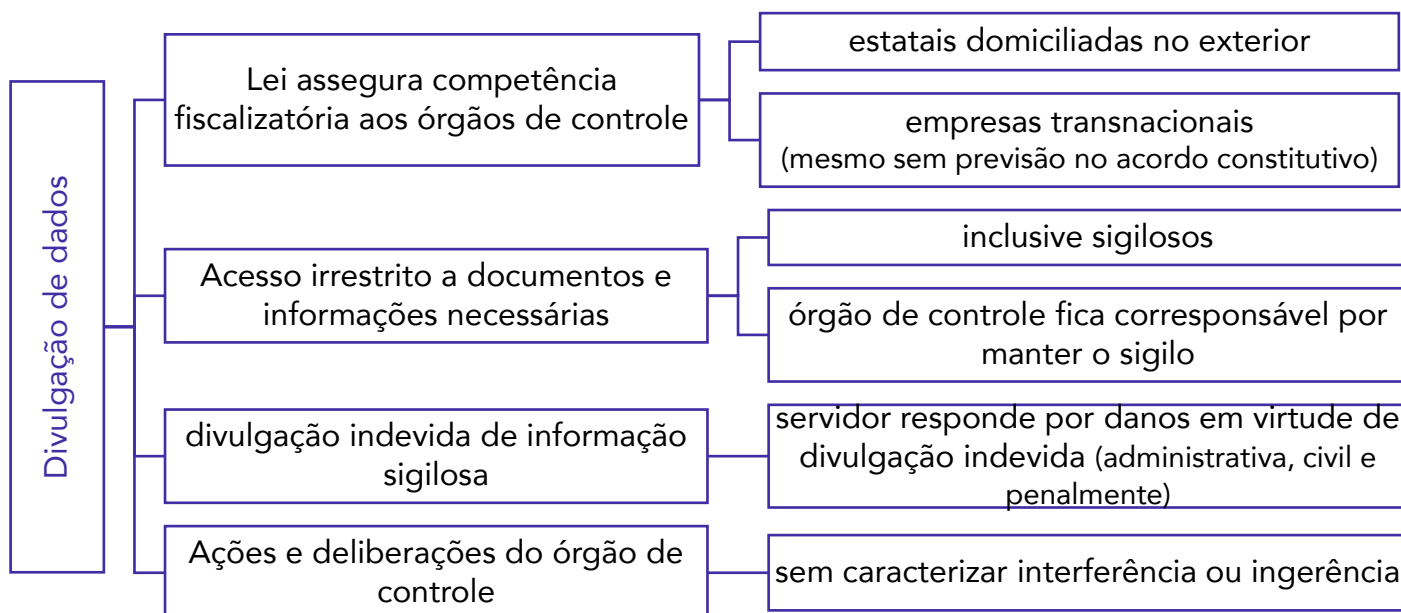 Divulgação de dados
Lei assegura competência
fiscalizatória aos órgãos de controle
estatais domiciliadas no exterior
empresas transnacionais
(mesmo sem previsão no acordo constitutivo)
Acesso irrestrito a documentos e
informações necessárias
inclusive sigilosos
órgão de controle fica corresponsável por
manter o sigilo
divulgação indevida de informação
sigilosa
servidor responde por danos em virtude de
divulgação indevida (administrativa, civil e
penalmente)
Ações e deliberações do órgão de
controle
sem caracterizar interferência ou ingerência